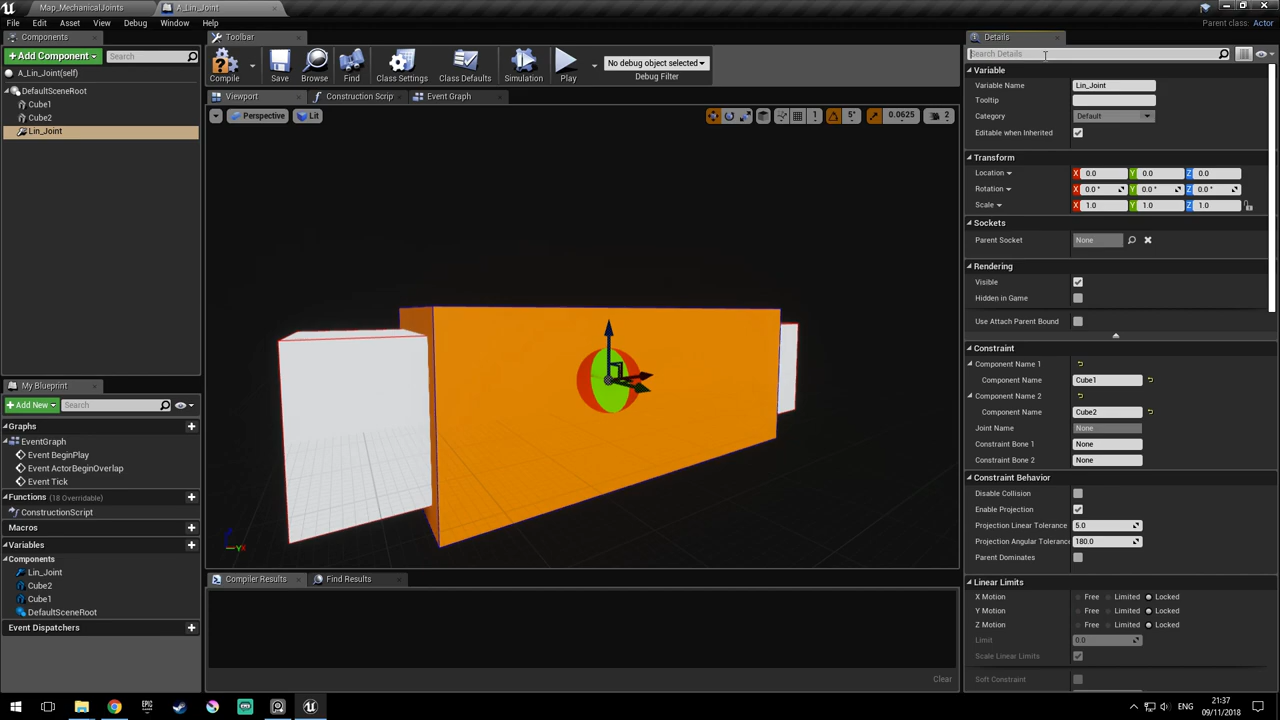 Map_MechanicalJoints
A_Lin_Joint
File Edit Asset View Debug Window Help
Parent class: Actor
Components
+Add Component
Search
A_Lin_Joint(self)
DefaultSceneRoot
Cube1
Cube2
Lin_Joint
My Blueprint
+Add New
Search
Graphs
EventGraph
Event BeginPlay
Event ActorBeginOverlap
Event Tick
Functions (18 Overridable)
ConstructionScript
Macros
Variables
Components
Lin_Joint
Cube2
Cube1
DefaultSceneRoot
Event Dispatchers
Toolbar
Compile Save Browse Find Class Settings Class Defaults Simulation Play
No debug object selected
Debug Filter
Viewport Construction Scrip Event Graph
Perspective Lit
1 5° 0.0625 2
Compiler Results Find Results
Clear
Details
Search Details
Variable
Variable Name Lin_Joint
Tooltip
Category Default
Editable when Inherited
Transform
Location X 0.0 Y 0.0 Z 0.0
Rotation X 0.0 ° Y 0.0 ° Z 0.0 °
Scale X 1.0 Y 1.0 Z 1.0
Sockets
Parent Socket None
Rendering
Visible
Hidden in Game
Use Attach Parent Bound
Constraint
Component Name 1
Component Name Cube1
Component Name 2
Component Name Cube2
Joint Name None
Constraint Bone 1 None
Constraint Bone 2 None
Constraint Behavior
Disable Collision
Enable Projection
Projection Linear Tolerance 5.0
Projection Angular Toleranc 180.0
Parent Dominates
Linear Limits
X Motion Free Limited Locked
Y Motion Free Limited Locked
Z Motion Free Limited Locked
Limit 0.0
Scale Linear Limits
Soft Constraint
ENG
21:37
09/11/2018